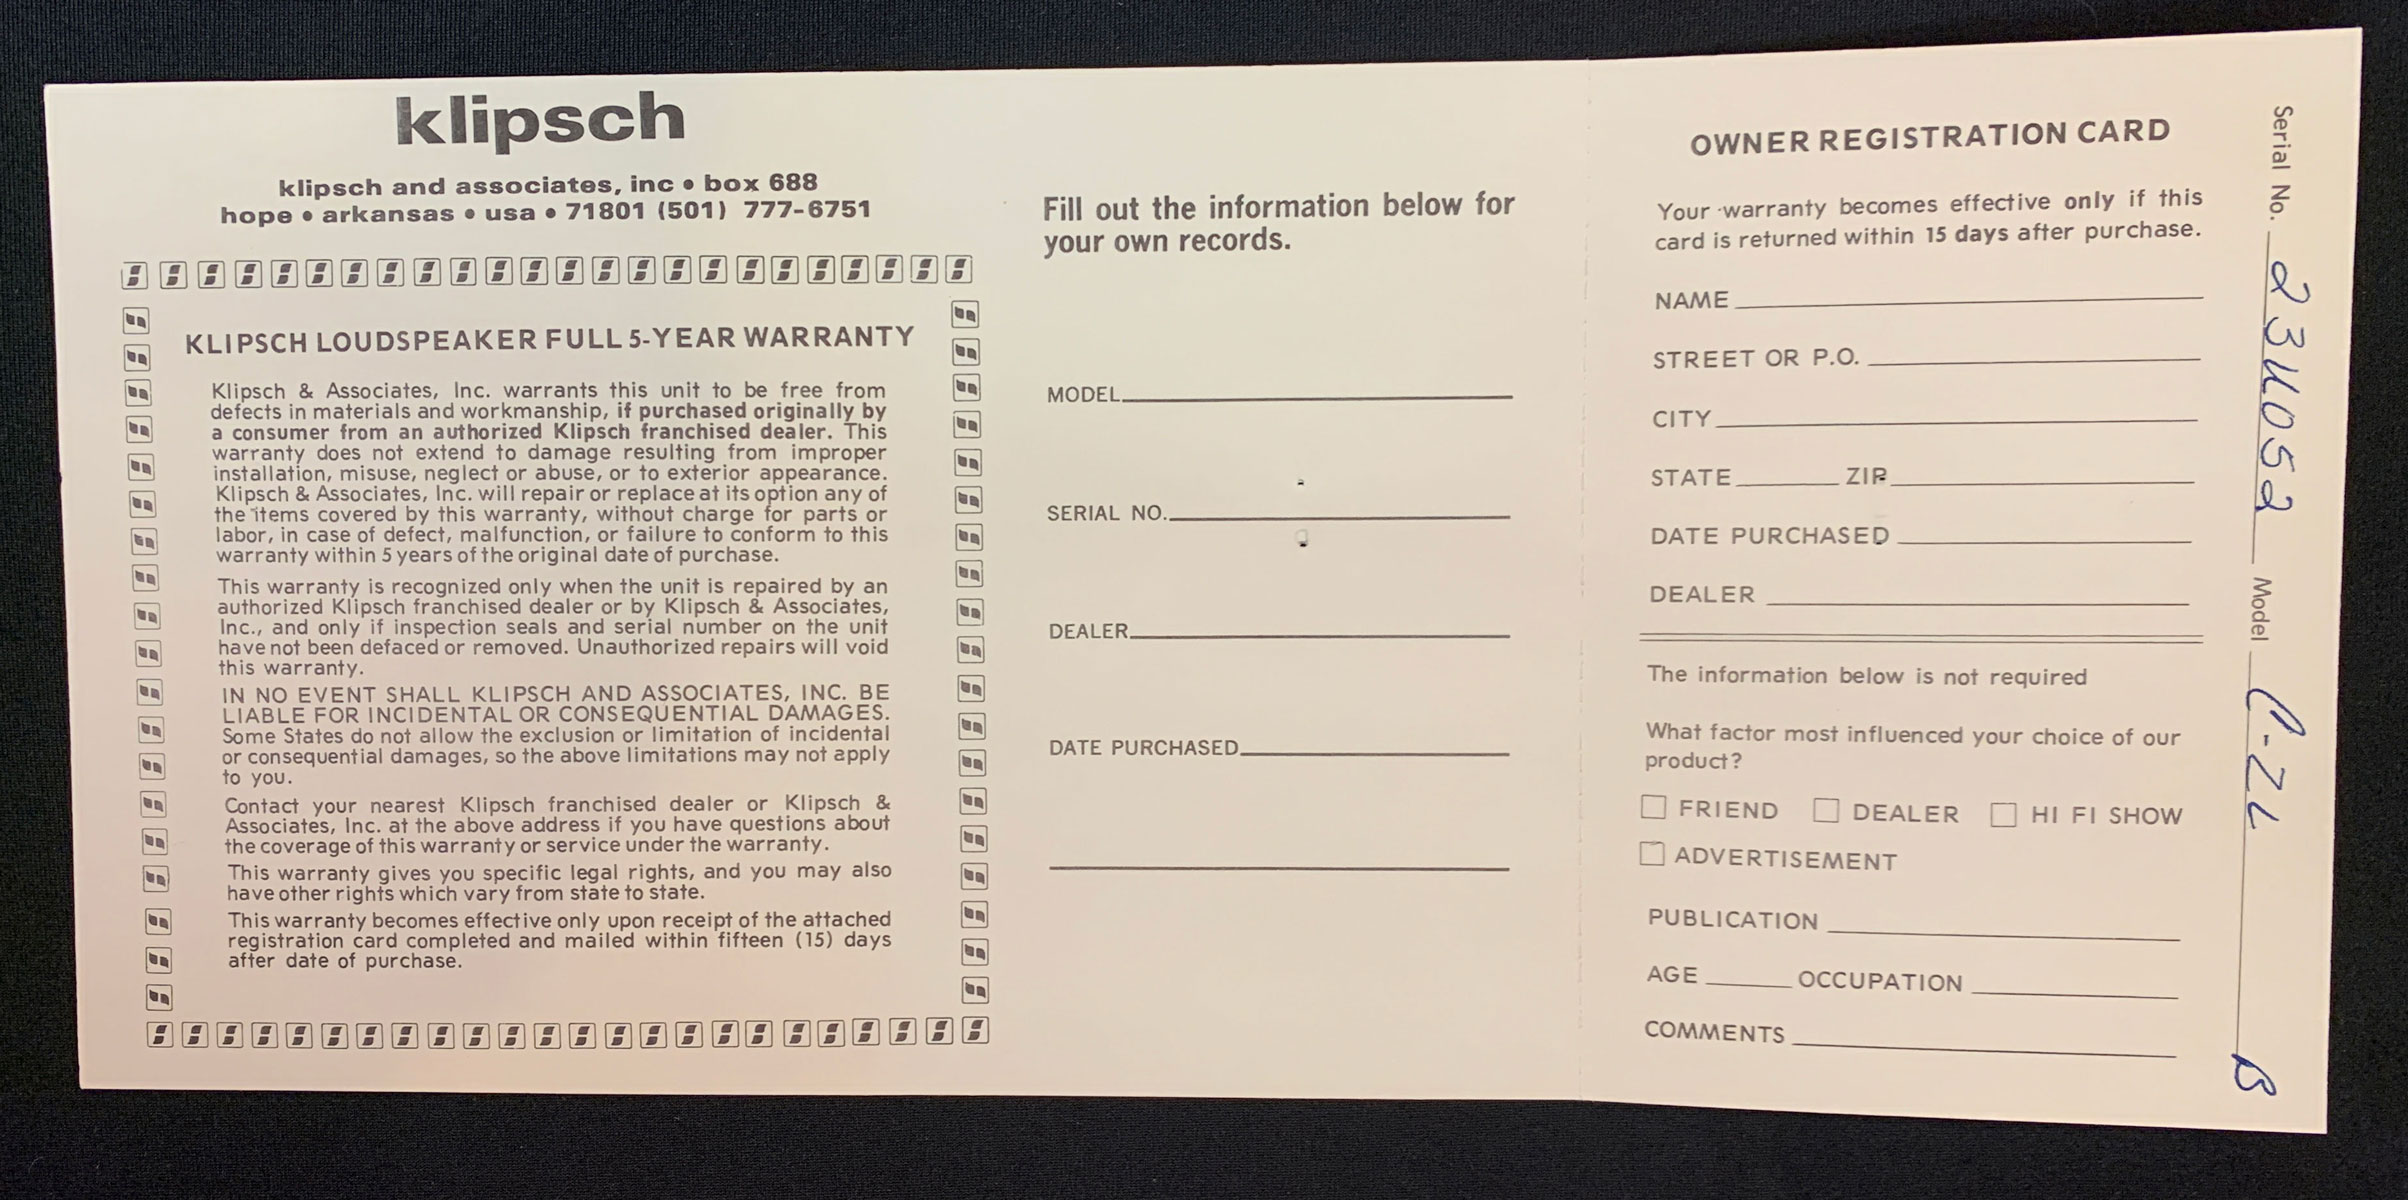 klipsch
klipsch and associates, inc • box 688
hope • arkansas • usa • 71801 (501) 777-6751
KLIPSCH LOUDSPEAKER FULL 5-YEAR WARRANTY
Klipsch & Associates, Inc. warrants this unit to be free from
defects in materials and workmanship, if purchased originally by
a consumer from an authorized Klipsch franchised dealer. This
warranty does not extend to damage resulting from improper
installation, misuse, neglect or abuse, or to exterior appearance.
Klipsch & Associates, Inc. will repair or replace at its option any of
the items covered by this warranty, without charge for parts or
labor, in case of defect, malfunction, or failure to conform to this
warranty within 5 years of the original date of purchase.
This warranty is recognized only when the unit is repaired by an
authorized Klipsch franchised dealer or by Klipsch & Associates,
Inc., and only if inspection seals and serial number on the unit
have not been defaced or removed. Unauthorized repairs will void
this warranty.
IN NO EVENT SHALL KLIPSCH AND ASSOCIATES, INC. BE
LIABLE FOR INCIDENTAL OR CONSEQUENTIAL DAMAGES.
Some States do not allow the exclusion or limitation of incidental
or consequential damages, so the above limitations may not apply
to you.
Contact your nearest Klipsch franchised dealer or Klipsch &
Associates, Inc. at the above address if you have questions about
the coverage of this warranty or service under the warranty.
This warranty gives you specific legal rights, and you may also
have other rights which vary from state to state.
This warranty becomes effective only upon receipt of the attached
registration card completed and mailed within fifteen (15) days
after date of purchase.
Fill out the information below for
your own records.
MODEL
SERIAL NO.
DEALER
DATE PURCHASED
OWNER REGISTRATION CARD
Your warranty becomes effective only if this
card is returned within 15 days after purchase.
NAME
STREET OR P.O.
CITY
STATE ZIP
DATE PURCHASED
DEALER
The information below is not required
What factor most influenced your choice of our
product?
FRIEND DEALER HI FI SHOW
ADVERTISEMENT
PUBLICATION
AGE OCCUPATION
COMMENTS
Serial No. 23U052 Model B